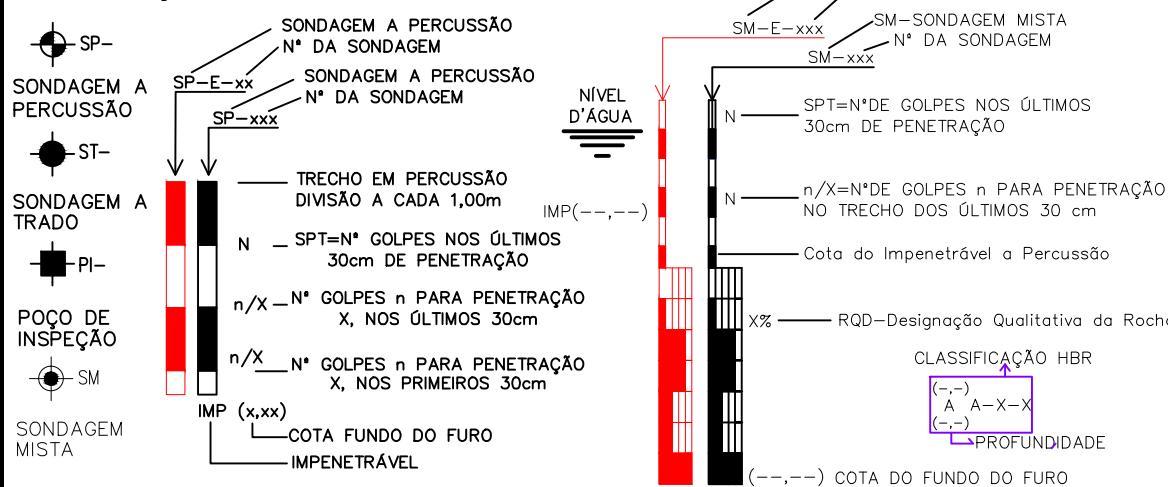 SP-
SONDAGEM A
PERCUSSÃO
ST-
SONDAGEM A
TRADO
PI-
POÇO DE
INSPEÇÃO
SM
SONDAGEM
MISTA
SONDAGEM A PERCUSSÃO
Nº DA SONDAGEM
SP-E-xx
SONDAGEM A PERCUSSÃO
Nº DA SONDAGEM
SP-xxx
TRECHO EM PERCUSSÃO
DIVISÃO A CADA 1,00m
N
SPT=Nº GOLPES NOS ÚLTIMOS
30cm DE PENETRAÇÃO
n/X
Nº GOLPES n PARA PENETRAÇÃO
X, NOS ÚLTIMOS 30cm
n/X
Nº GOLPES n PARA PENETRAÇÃO
X, NOS PRIMEIROS 30cm
IMP (x,xx)
COTA FUNDO DO FURO
IMPENETRÁVEL
NÍVEL
D'ÁGUA
SM-E-xxx
SM-SONDAGEM MISTA
Nº DA SONDAGEM
SM-xxx
N
SPT=NºDE GOLPES NOS ÚLTIMOS
30cm DE PENETRAÇÃO
N
n/X=NºDE GOLPES n PARA PENETRAÇÃO
NO TRECHO DOS ÚLTIMOS 30 cm
IMP(--,--)
Cota do Impenetrável a Percussão
X%
RQD-Designação Qualitativa da Rocha
CLASSIFICAÇÃO HBR
(-,-)
A A-X-X
(-,-)
PROFUNDIDADE
(--,--) COTA DO FUNDO DO FURO